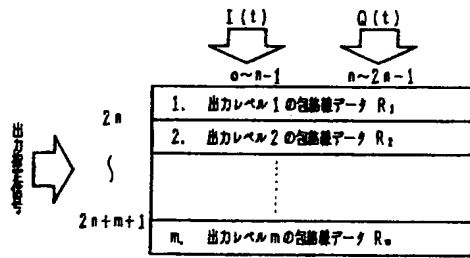 I(t) Q(t)
0~n-1 n~2n-1
2n
1. 出力レベル1の包絡線データ R₁
2. 出力レベル2の包絡線データ R₂
2n+m+1
m. 出力レベルmの包絡線データ Rₘ